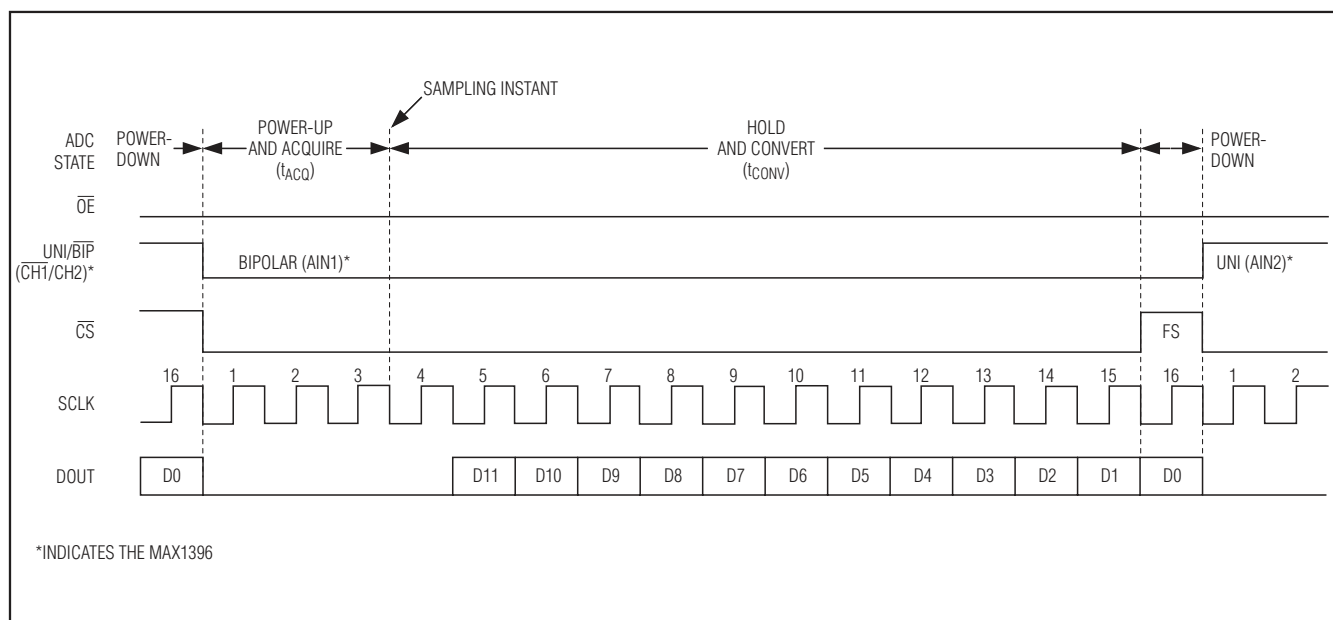 SAMPLING INSTANT
ADC
STATE
POWER-
DOWN
POWER-UP
AND ACQUIRE
(tACQ)
HOLD
AND CONVERT
(tCONV)
POWER-
DOWN
OE
UNI/BIP
(CH1/CH2)*
BIPOLAR (AIN1)*
UNI (AIN2)*
CS
FS
SCLK
16 1 2 3 4 5 6 7 8 9 10 11 12 13 14 15 16 1 2
DOUT
D0 D11 D10 D9 D8 D7 D6 D5 D4 D3 D2 D1 D0
*INDICATES THE MAX1396